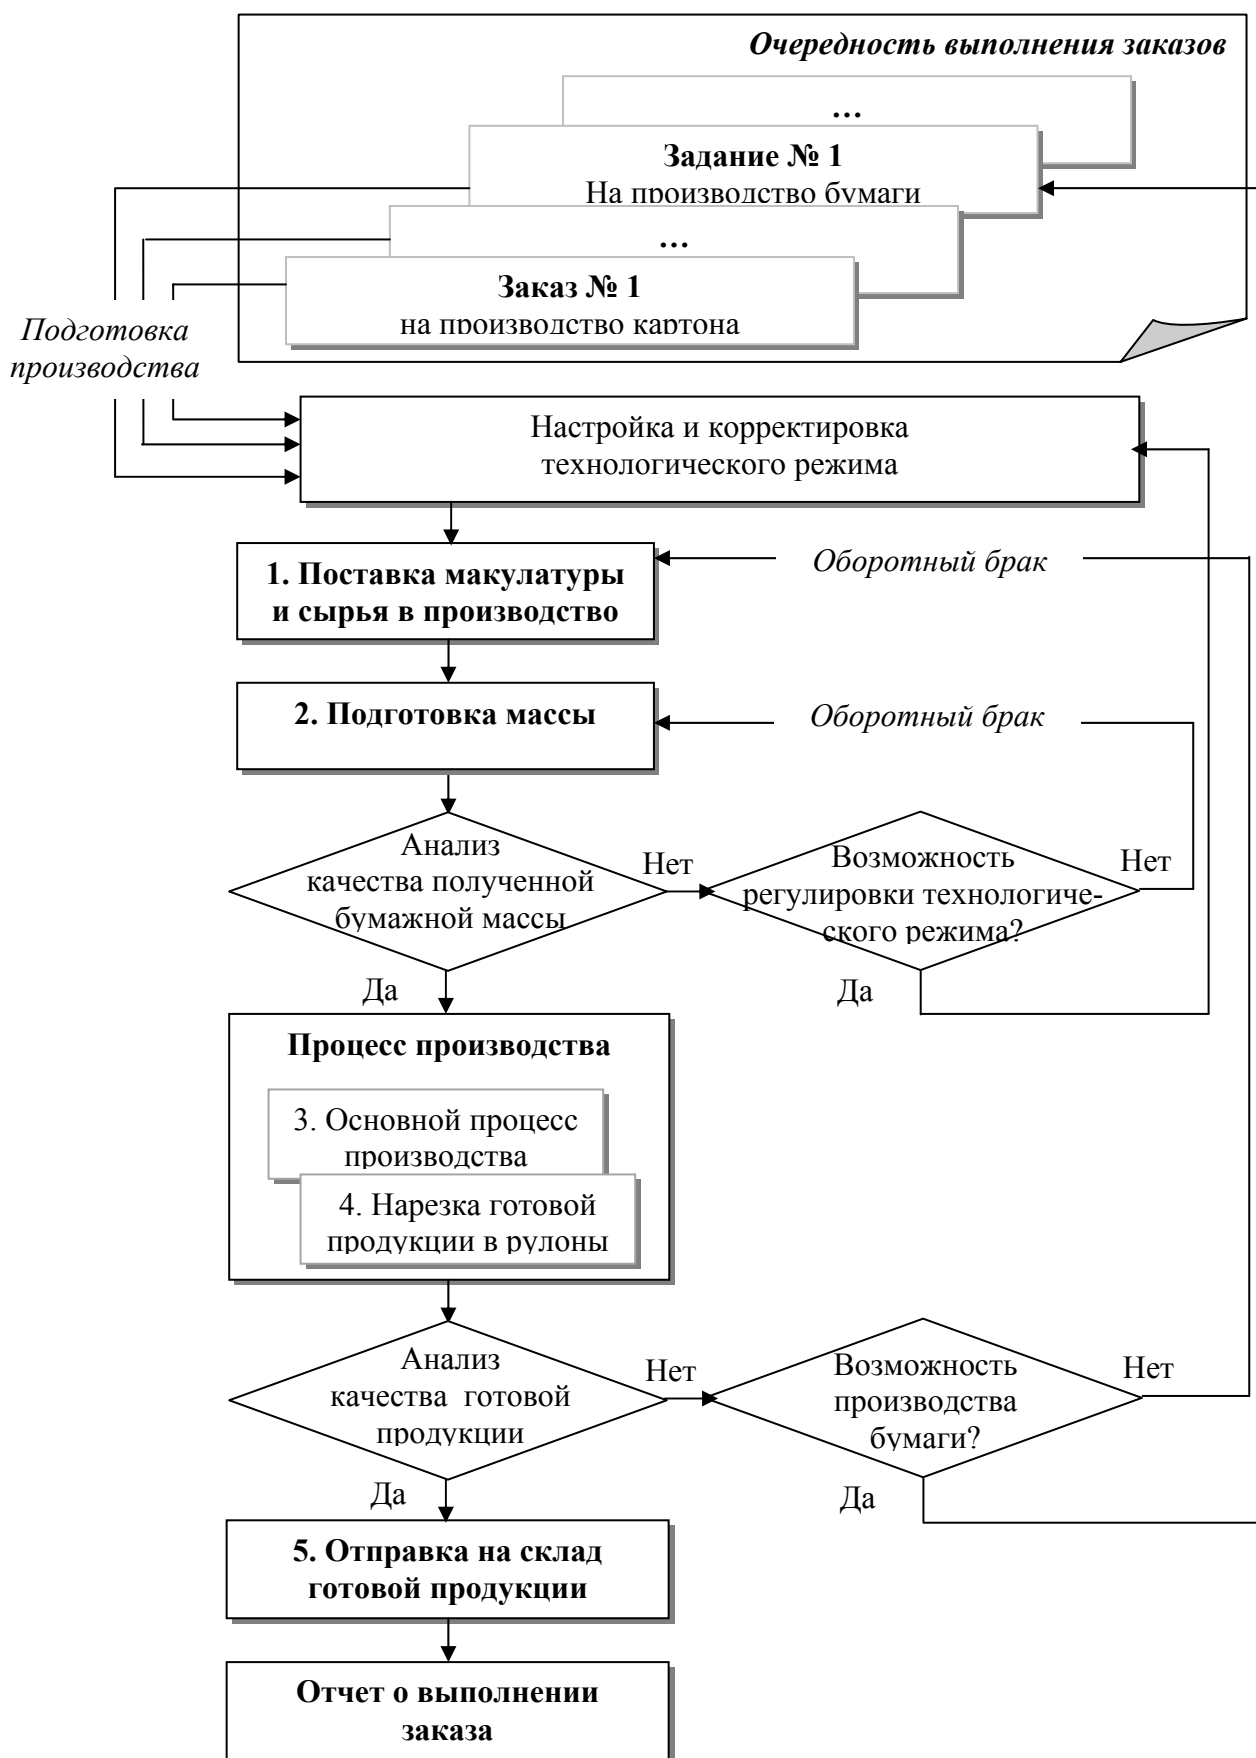 Очередность выполнения заказов
...
Задание № 1
На производство бумаги
...
Заказ № 1
на производство картона
Подготовка
производства
Настройка и корректировка
технологического режима
1. Поставка макулатуры
и сырья в производство
Оборотный брак
2. Подготовка массы
Оборотный брак
Анализ
качества полученной
бумажной массы
Нет
Возможность
регулировки технологиче-
ского режима?
Нет
Да
Да
Процесс производства
3. Основной процесс
производства
4. Нарезка готовой
продукции в рулоны
Анализ
качества готовой
продукции
Нет
Возможность
производства
бумаги?
Нет
Да
Да
5. Отправка на склад
готовой продукции
Отчет о выполнении
заказа